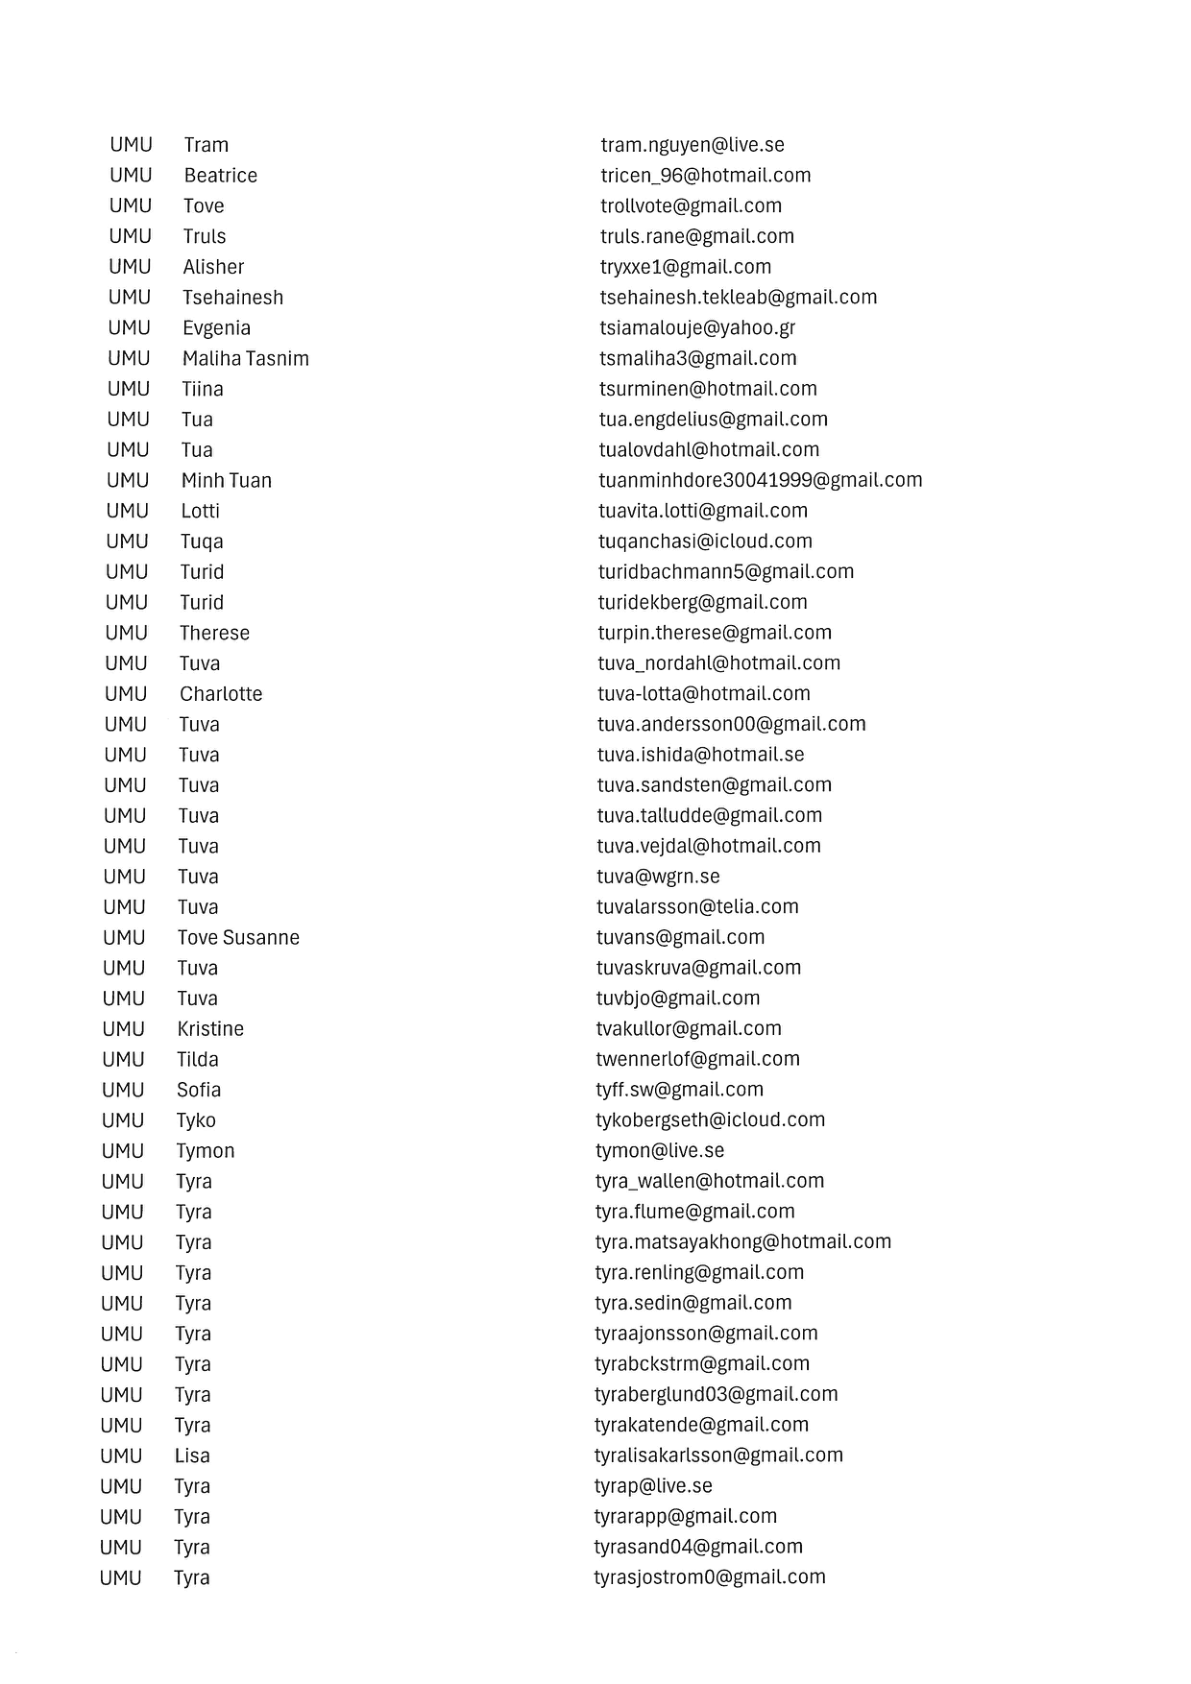 UMU Tram tram.nguyen@live.se
UMU Beatrice tricen_96@hotmail.com
UMU Tove trollvote@gmail.com
UMU Truls truls.rane@gmail.com
UMU Alisher tryxxe1@gmail.com
UMU Tsehainesh tsehainesh.tekleab@gmail.com
UMU Evgenia tsiamalouje@yahoo.gr
UMU Maliha Tasnim tsmaliha3@gmail.com
UMU Tiina tsurminen@hotmail.com
UMU Tua tua.engdelius@gmail.com
UMU Tua tualovdahl@hotmail.com
UMU Minh Tuan tuanminhdore30041999@gmail.com
UMU Lotti tuavita.lotti@gmail.com
UMU Tuqa tuqanchasi@icloud.com
UMU Turid turidbachmann5@gmail.com
UMU Turid turidekberg@gmail.com
UMU Therese turpin.therese@gmail.com
UMU Tuva tuva_nordahl@hotmail.com
UMU Charlotte tuva-lotta@hotmail.com
UMU Tuva tuva.andersson00@gmail.com
UMU Tuva tuva.ishida@hotmail.se
UMU Tuva tuva.sandsten@gmail.com
UMU Tuva tuva.talludde@gmail.com
UMU Tuva tuva.vejdal@hotmail.com
UMU Tuva tuva@wgrn.se
UMU Tuva tuvalarsson@telia.com
UMU Tove Susanne tuvans@gmail.com
UMU Tuva tuvaskruva@gmail.com
UMU Tuva tuvbjo@gmail.com
UMU Kristine tvakullor@gmail.com
UMU Tilda twennerlof@gmail.com
UMU Sofia tyff.sw@gmail.com
UMU Tyko tykobergseth@icloud.com
UMU Tymon tymon@live.se
UMU Tyra tyra_wallen@hotmail.com
UMU Tyra tyra.flume@gmail.com
UMU Tyra tyra.matsayakhong@hotmail.com
UMU Tyra tyra.renling@gmail.com
UMU Tyra tyra.sedin@gmail.com
UMU Tyra tyraajonsson@gmail.com
UMU Tyra tyrabckstrm@gmail.com
UMU Tyra tyraberglund03@gmail.com
UMU Tyra tyrakatende@gmail.com
UMU Lisa tyralisakarlsson@gmail.com
UMU Tyra tyrap@live.se
UMU Tyra tyrarapp@gmail.com
UMU Tyra tyrasand04@gmail.com
UMU Tyra tyrasjostrom0@gmail.com